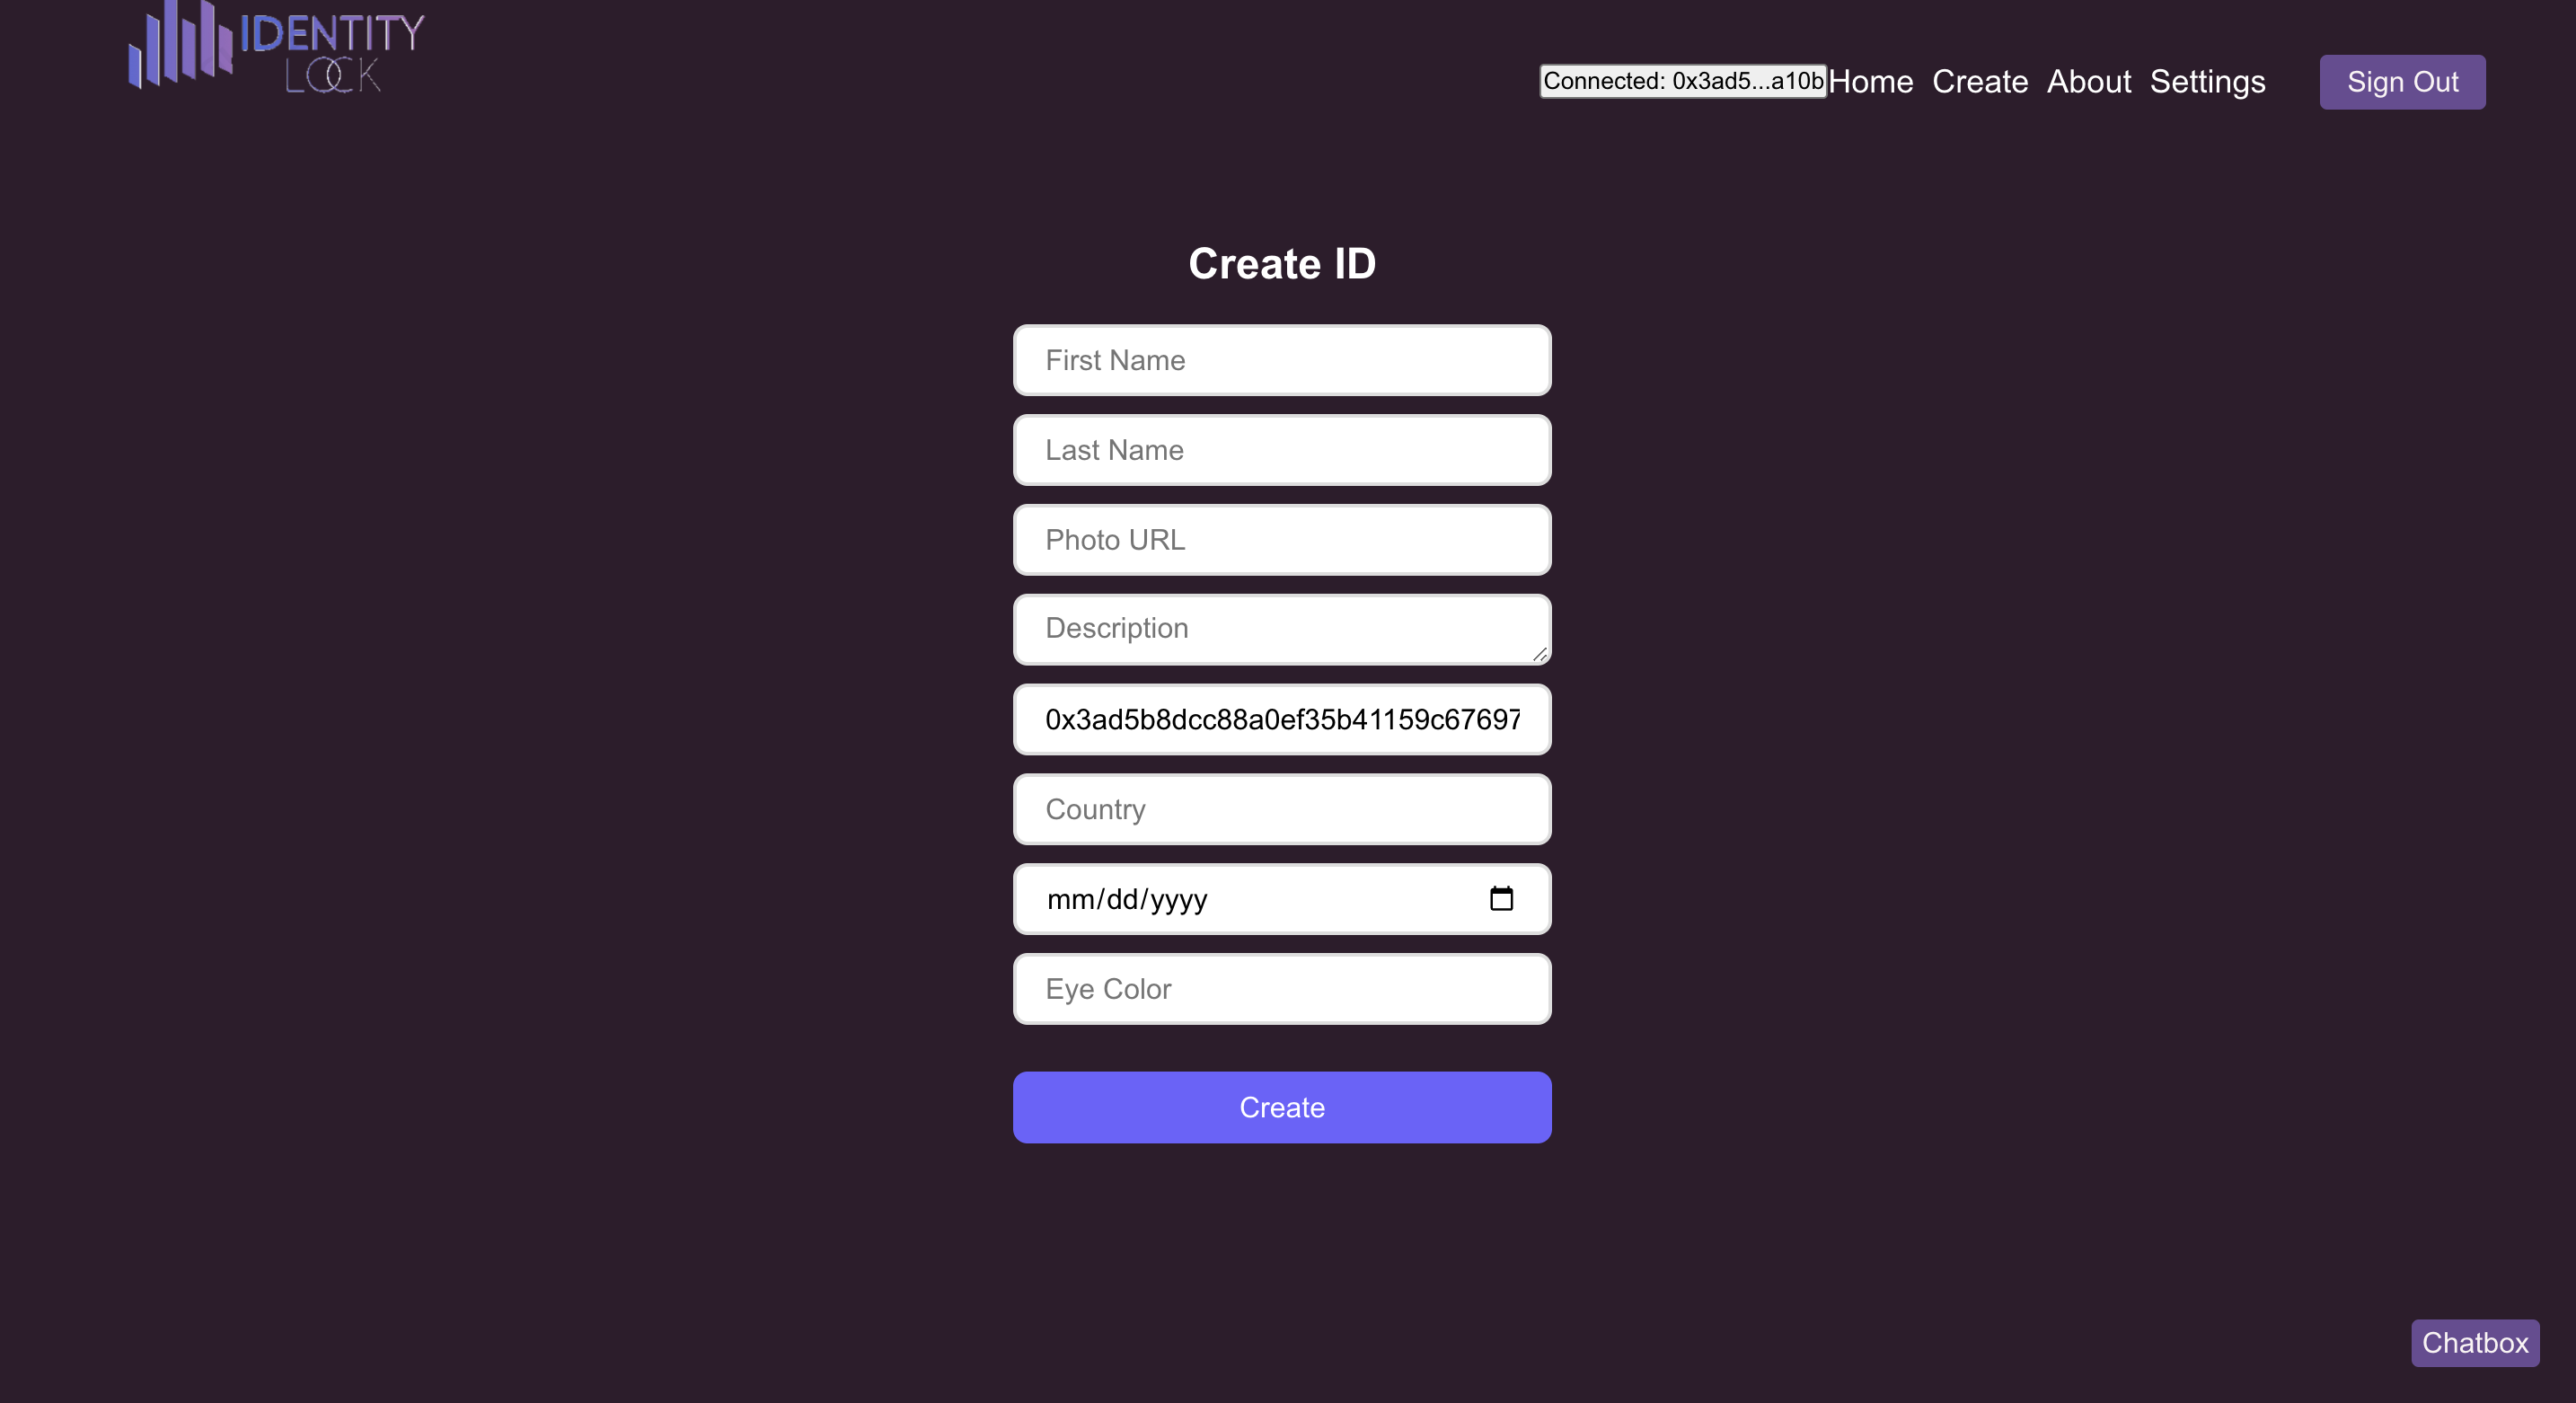 IDENTITY
LOCK
Connected: 0x3ad5...a10b Home Create About Settings Sign Out
Create ID
First Name
Last Name
Photo URL
Description
0x3ad5b8dcc88a0ef35b41159c67697
Country
mm/dd/yyyy
Eye Color
Create
Chatbox